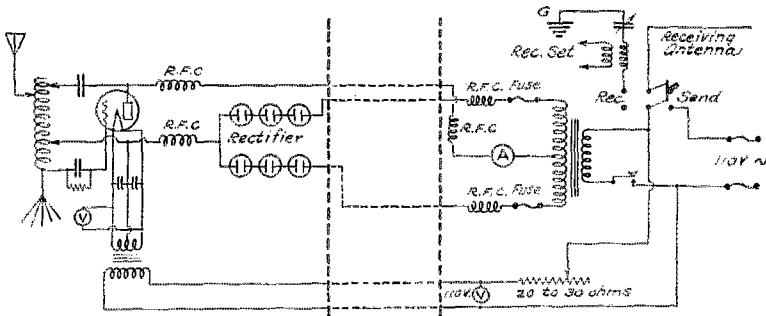 G
Receiving
Antenna
Rec. Set
R.F.C
R.F.C. Fuse
Rec.
Send
R.F.C
Rectifier
R.F.C
A
110V ~
R.F.C. Fuse
V
110V.
V
20 to 30 ohms